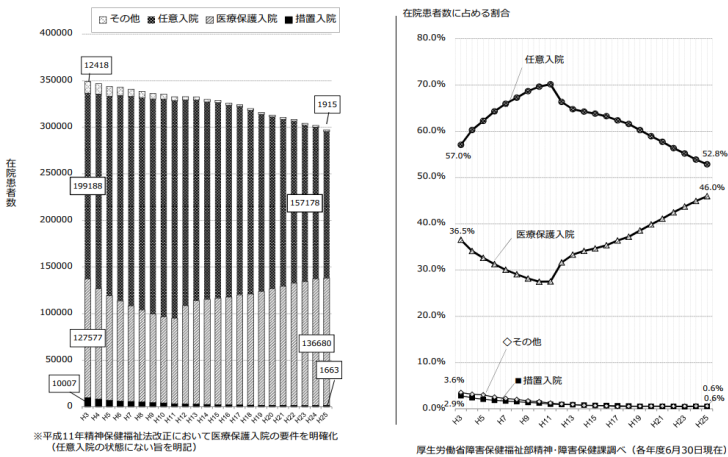 その他 任意入院 医療保護入院 措置入院
400000
350000
300000
250000
200000
150000
100000
50000
0
在院患者数
12418
199188
127577
10007
1915
157178
136680
1663
H3 H4 H5 H6 H7 H8 H9 H10 H11 H12 H13 H14 H15 H16 H17 H18 H19 H20 H21 H22 H23 H24 H25
※平成11年精神保健福祉法改正において医療保護入院の要件を明確化
(任意入院の状態にない旨を明記)
在院患者数に占める割合
80.0%
70.0%
60.0%
50.0%
40.0%
30.0%
20.0%
10.0%
0.0%
任意入院
57.0%
52.8%
46.0%
36.5%
医療保護入院
その他
措置入院
3.6%
2.9%
0.6%
0.6%
H3 H5 H7 H9 H11 H13 H15 H17 H19 H21 H23 H25
厚生労働省障害保健福祉部精神・障害保健課調べ(各年度6月30日現在)